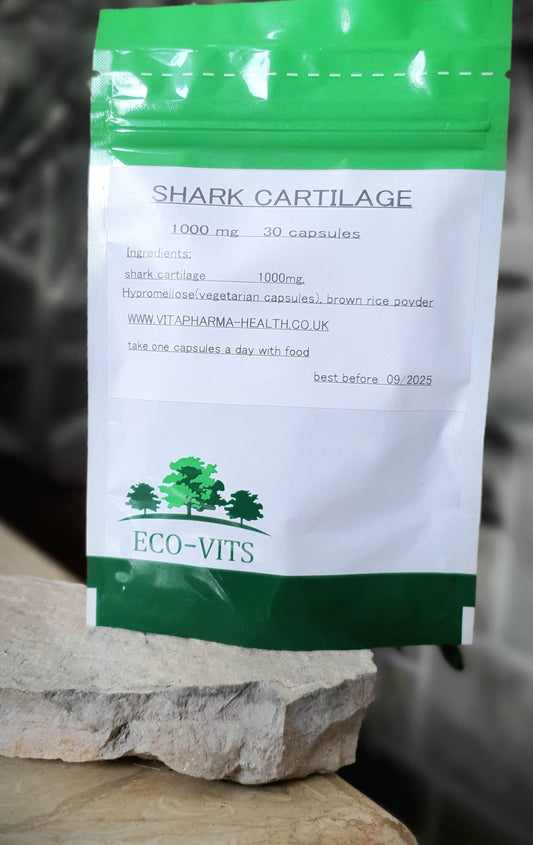 SHARK CARTILAGE
1000 mg 30 capsules
Ingredients:
shark cartilage 1000mg,
Hypromellose(vegetarian capsules), brown rice povder
WWW.VITAPHARMA-HEALTH.CO.UK
take one capsules a day with food
best before 09/2025
ECO-VITS